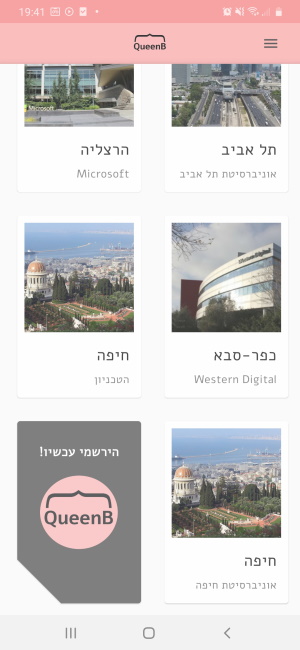 19:41
QueenB
תל אביב
אוניברסיטת תל אביב
Microsoft
הרצליה
Microsoft
Western Digital
כפר-סבא
Western Digital
חיפה
הטכניון
חיפה
אוניברסיטת חיפה
הירשמי עכשיו!
QueenB